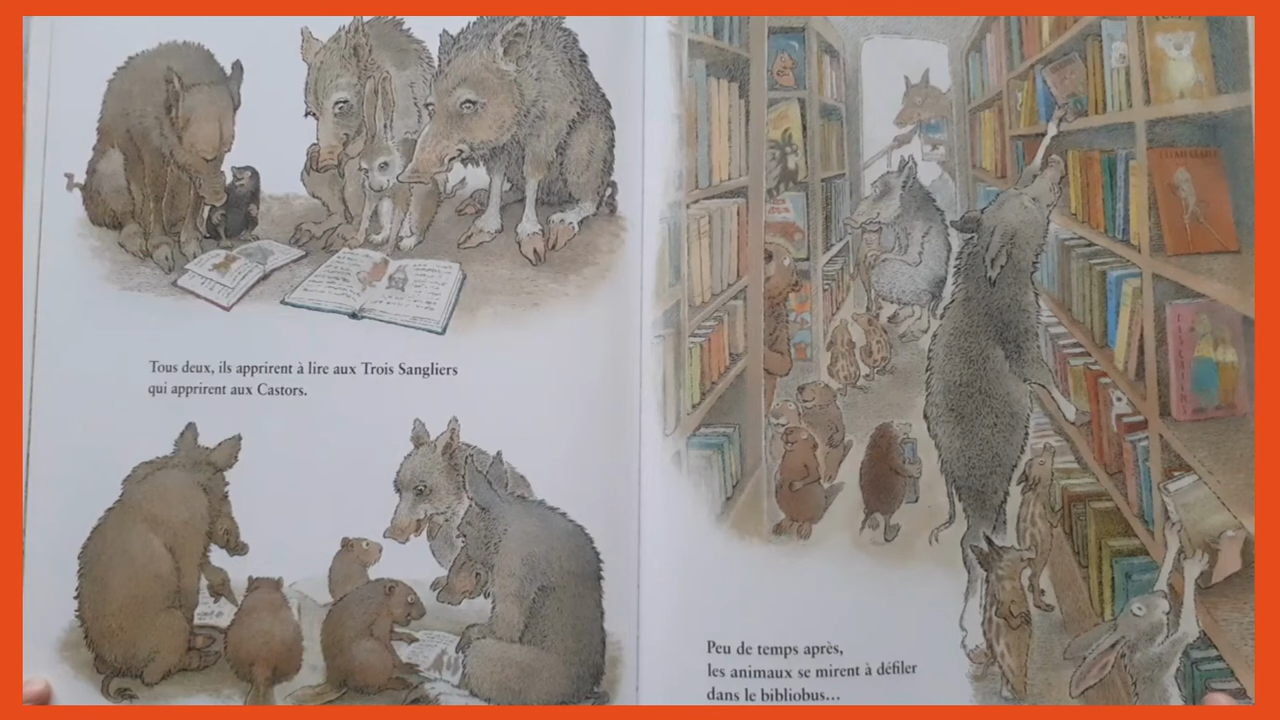 Tous deux, ils apprirent à lire aux Trois Sangliers
qui apprirent aux Castors.
Peu de temps après,
les animaux se mirent à défiler
dans le bibliobus...